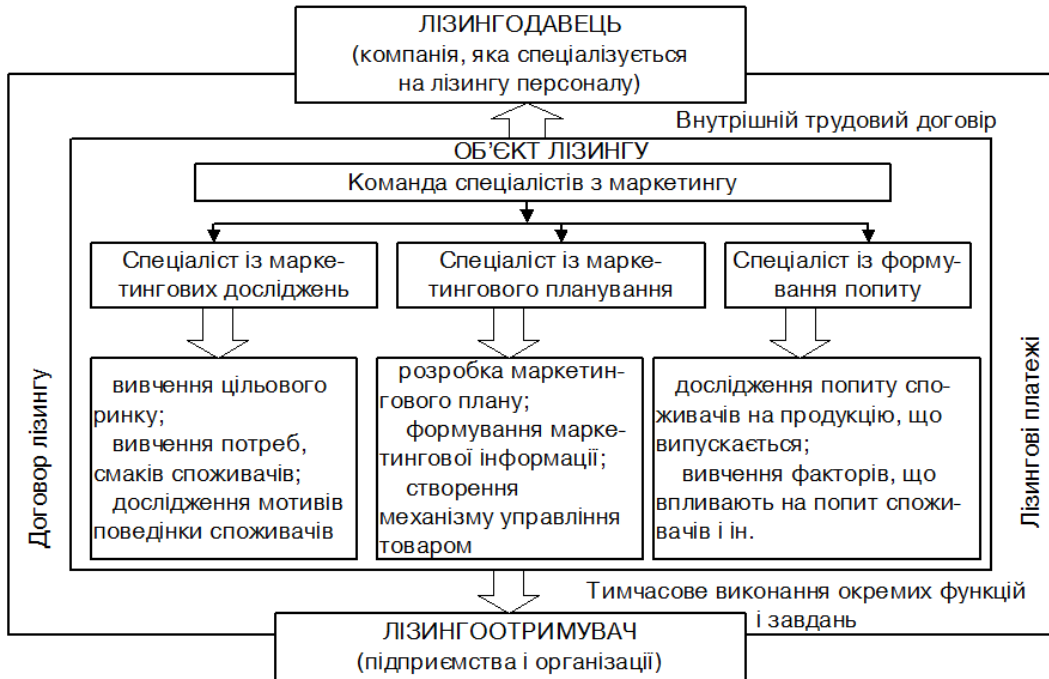 ЛІЗИНГОДАВЕЦЬ
(компанія, яка спеціалізується
на лізингу персоналу)
Внутрішній трудовий договір
ОБ’ЄКТ ЛІЗИНГУ
Команда спеціалістів з маркетингу
Спеціаліст із марке-
тингових досліджень
Спеціаліст із марке-
тингового планування
Спеціаліст із форму-
вання попиту
Договор лізингу
вивчення цільового
ринку;
вивчення потреб,
смаків споживачів;
дослідження мотивів
поведінки споживачів
розробка маркетин-
гового плану;
формування марке-
тингової інформації;
створення
механізму управління
товаром
дослідження попиту спо-
живачів на продукцію, що
випускається;
вивчення факторів, що
впливають на попит спожи-
вачів і ін.
Лізингові платежі
Тимчасове виконання окремих функцій
і завдань
ЛІЗИНГООТРИМУВАЧ
(підприємства і організації)